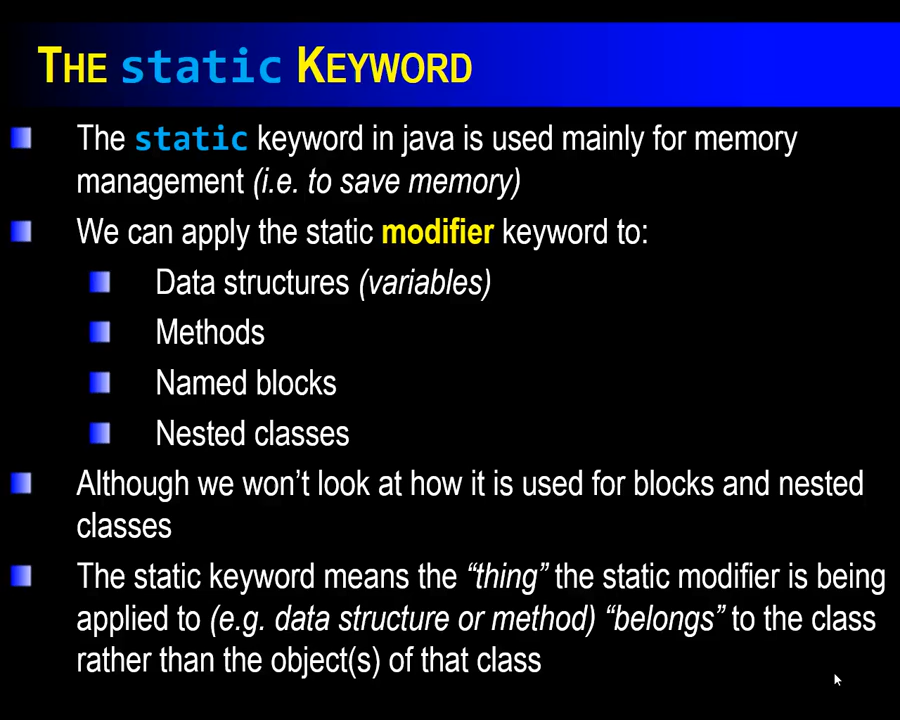 THE static KEYWORD
The static keyword in java is used mainly for memory
management (i.e. to save memory)
We can apply the static modifier keyword to:
Data structures (variables)
Methods
Named blocks
Nested classes
Although we won’t look at how it is used for blocks and nested
classes
The static keyword means the “thing” the static modifier is being
applied to (e.g. data structure or method) “belongs” to the class
rather than the object(s) of that class